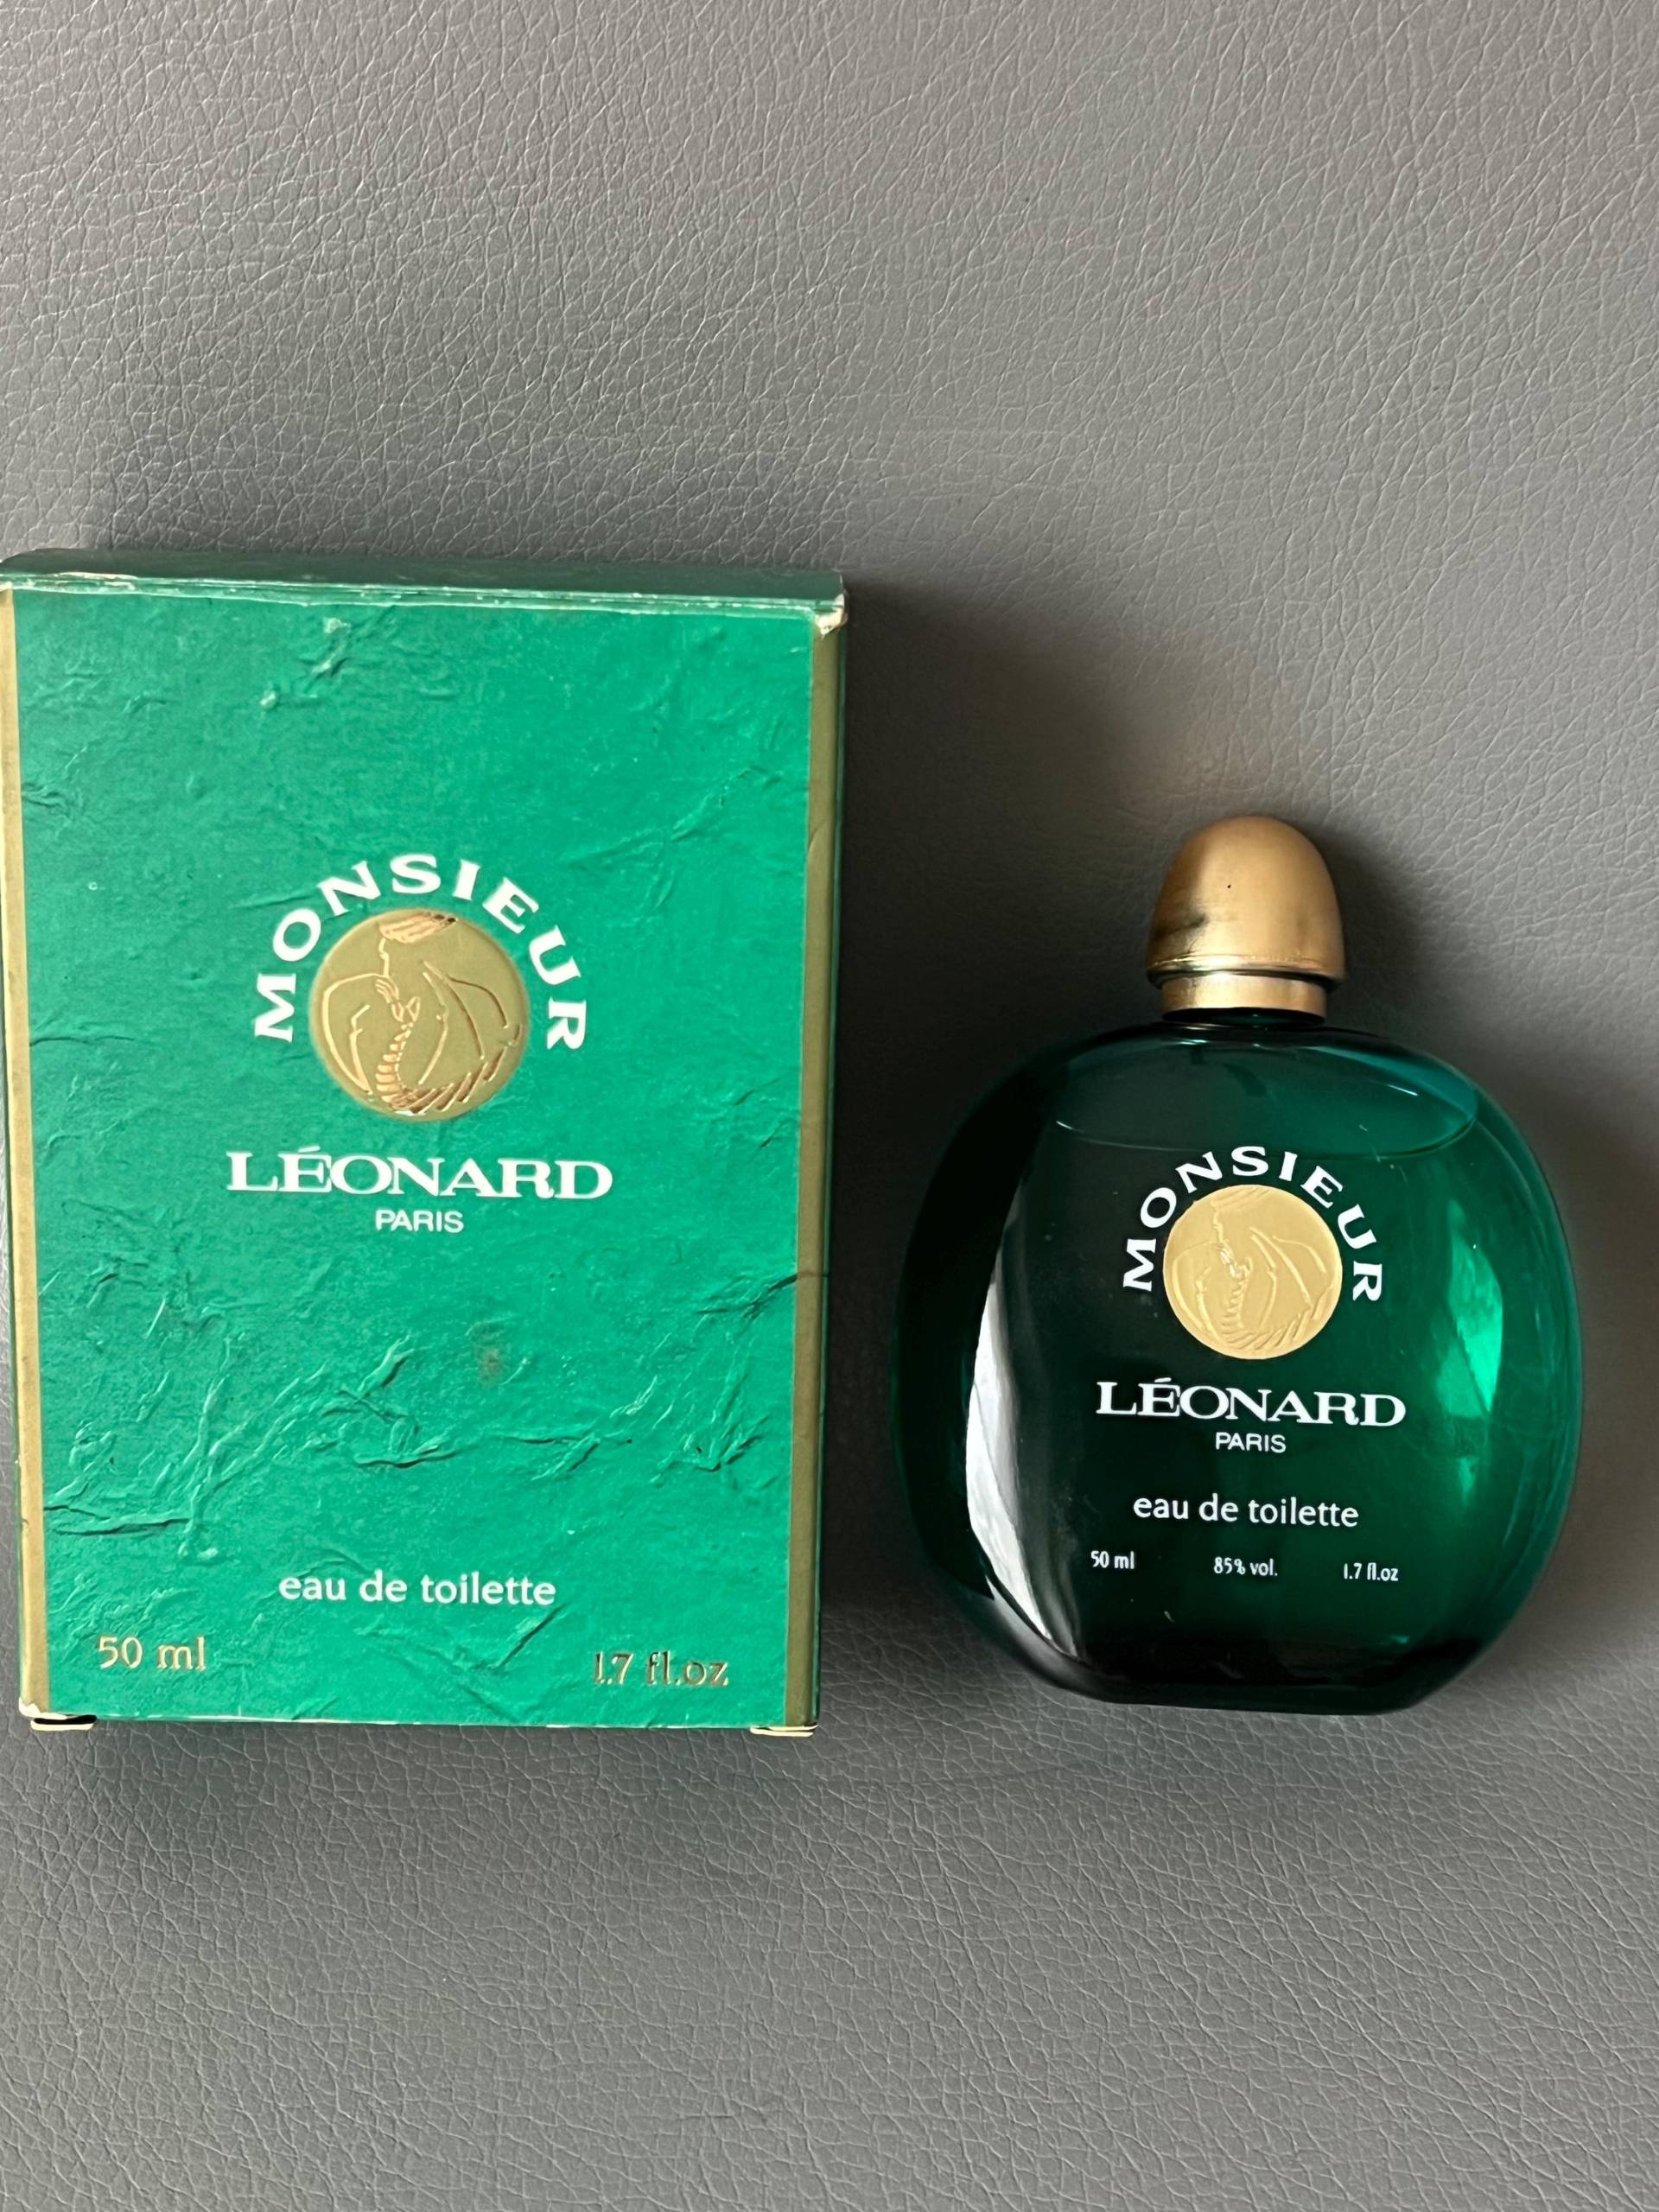 MONSIEUR
LÉONARD
PARIS
eau de toilette
50 ml 1.7 fl.oz
MONSIEUR
LÉONARD
PARIS
eau de toilette
50 ml 85% vol. 1.7 fl.oz